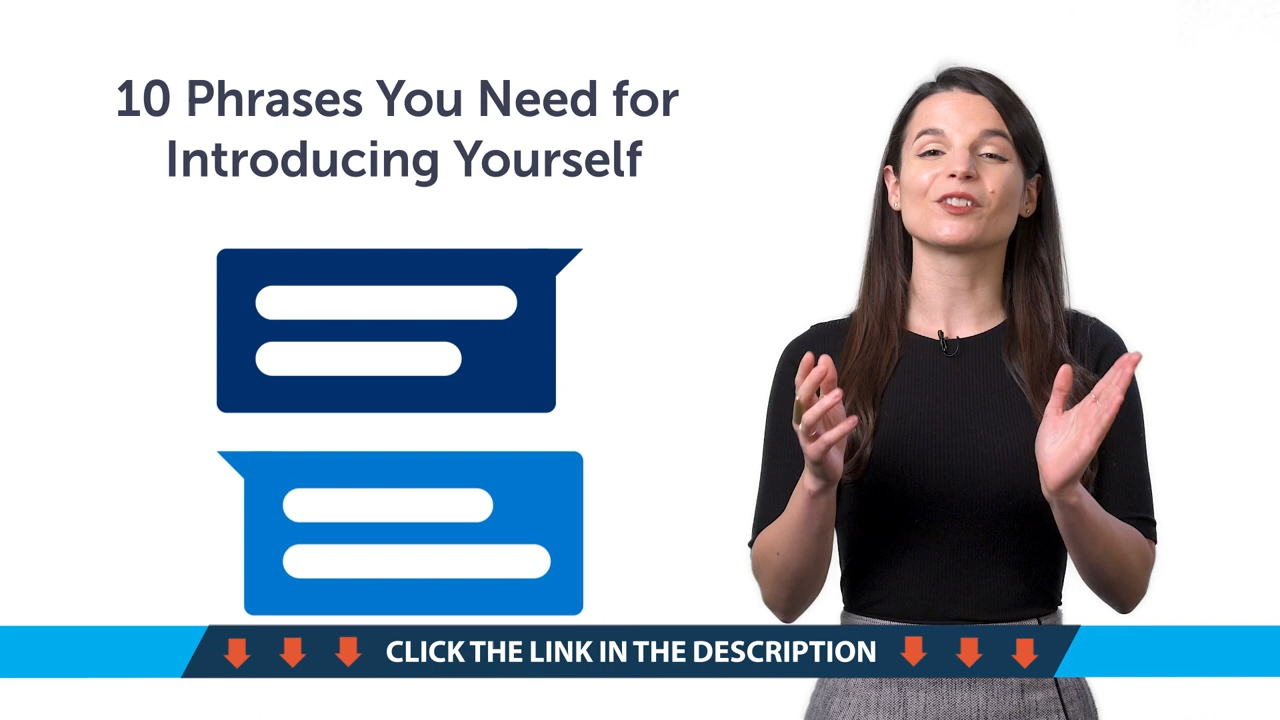 10 Phrases You Need for
Introducing Yourself
CLICK THE LINK IN THE DESCRIPTION